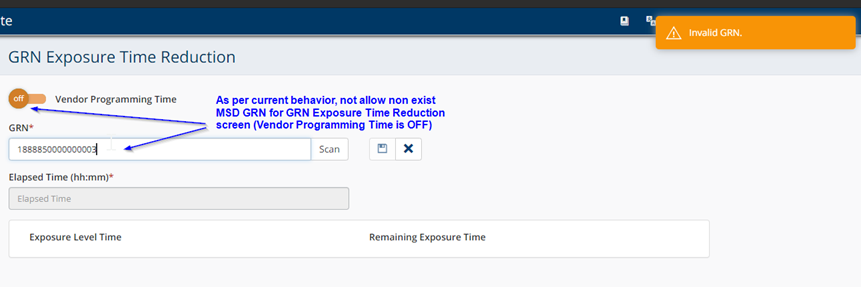 te
Invalid GRN.
GRN Exposure Time Reduction
off
Vendor Programming Time
As per current behavior, not allow non exist
MSD GRN for GRN Exposure Time Reduction
screen (Vendor Programming Time is OFF)
GRN*
1888850000000003
Scan
Elapsed Time (hh:mm)*
Elapsed Time
Exposure Level Time
Remaining Exposure Time